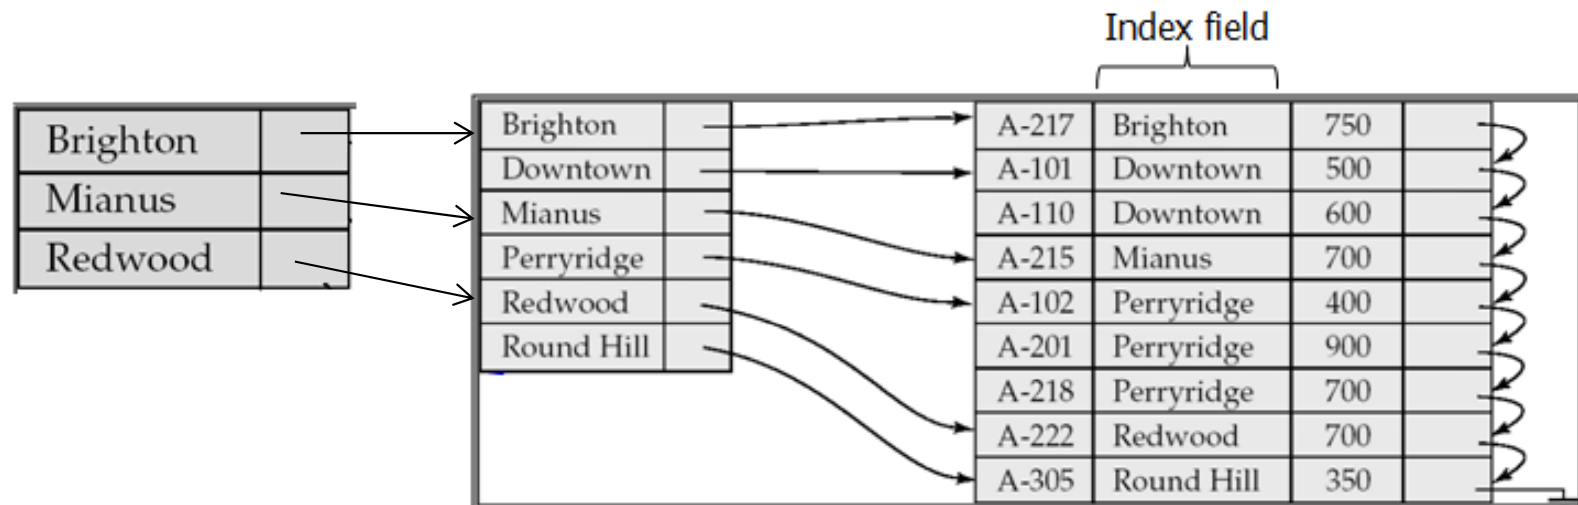 Index field
Brighton
Mianus
Redwood
Brighton
Downtown
Mianus
Perryridge
Redwood
Round Hill
A-217 Brighton 750
A-101 Downtown 500
A-110 Downtown 600
A-215 Mianus 700
A-102 Perryridge 400
A-201 Perryridge 900
A-218 Perryridge 700
A-222 Redwood 700
A-305 Round Hill 350